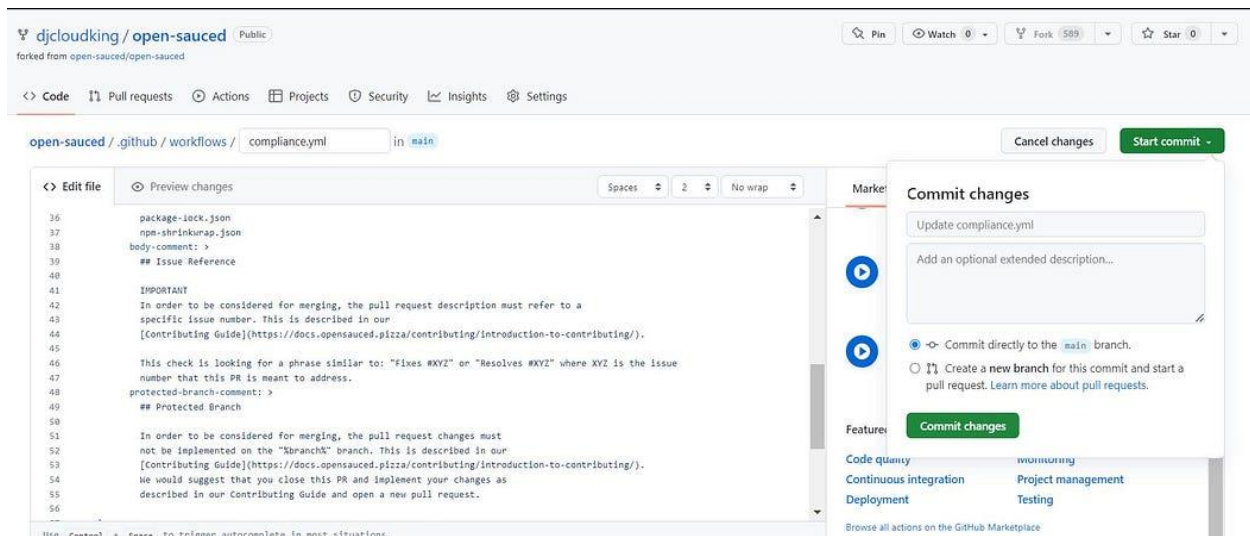 djcloudking / open-sauced Public
Pin Watch 0 Fork 589 Star 0
forked from open-sauced/open-sauced
<> Code Pull requests Actions Projects Security Insights Settings
open-sauced / .github / workflows / compliance.yml in main
Cancel changes Start commit
<> Edit file Preview changes Spaces 2 No wrap
36 package-lock.json
37 npm-shrinkwrap.json
38 body-comment: >
39 ## Issue Reference
40
41 IMPORTANT
42 In order to be considered for merging, the pull request description must refer to a
43 specific issue number. This is described in our
44 [Contributing Guide](https://docs.opensauced.pizza/contributing/introduction-to-contributing/).
45
46 This check is looking for a phrase similar to: "Fixes #XYZ" or "Resolves #XYZ" where XYZ is the issue
47 number that this PR is meant to address.
48 protected-branch-comment: >
49 ## Protected Branch
50
51 In order to be considered for merging, the pull request changes must
52 not be implemented on the "%branch%" branch. This is described in our
53 [Contributing Guide](https://docs.opensauced.pizza/contributing/introduction-to-contributing/).
54 We would suggest that you close this PR and implement your changes as
55 described in our Contributing Guide and open a new pull request.
56
Use Control + Space to trigger autocomplete in most situations
Market
Commit changes
Update compliance.yml
Add an optional extended description...
Commit directly to the main branch.
Create a new branch for this commit and start a
pull request. Learn more about pull requests.
Commit changes
Feature
Code quality Monitoring
Continuous integration Project management
Deployment Testing
Browse all actions on the GitHub Marketplace